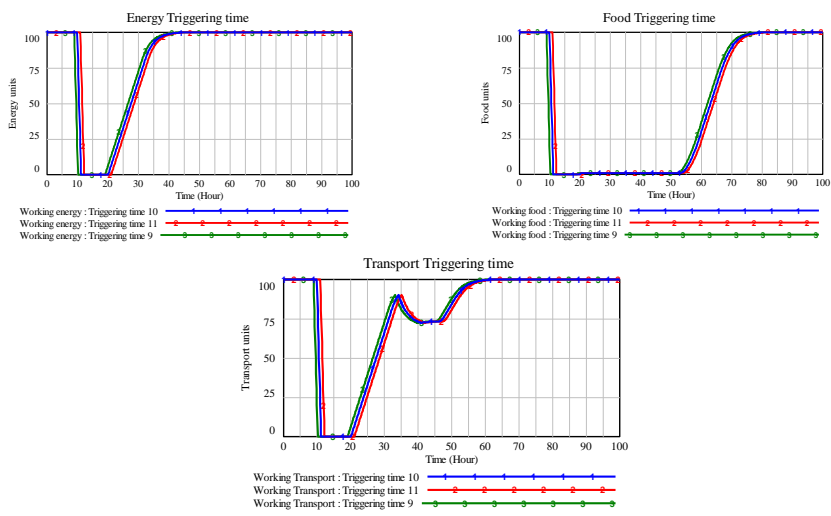 Energy Triggering time
100
75
50
25
0
Energy units
0 10 20 30 40 50 60 70 80 90 100
Time (Hour)
Working energy : Triggering time 10
Working energy : Triggering time 11
Working energy : Triggering time 9
Food Triggering time
100
75
50
25
0
Food units
0 10 20 30 40 50 60 70 80 90 100
Time (Hour)
Working food : Triggering time 10
Working food : Triggering time 11
Working food : Triggering time 9
Transport Triggering time
100
75
50
25
0
Transport units
0 10 20 30 40 50 60 70 80 90 100
Time (Hour)
Working Transport : Triggering time 10
Working Transport : Triggering time 11
Working Transport : Triggering time 9